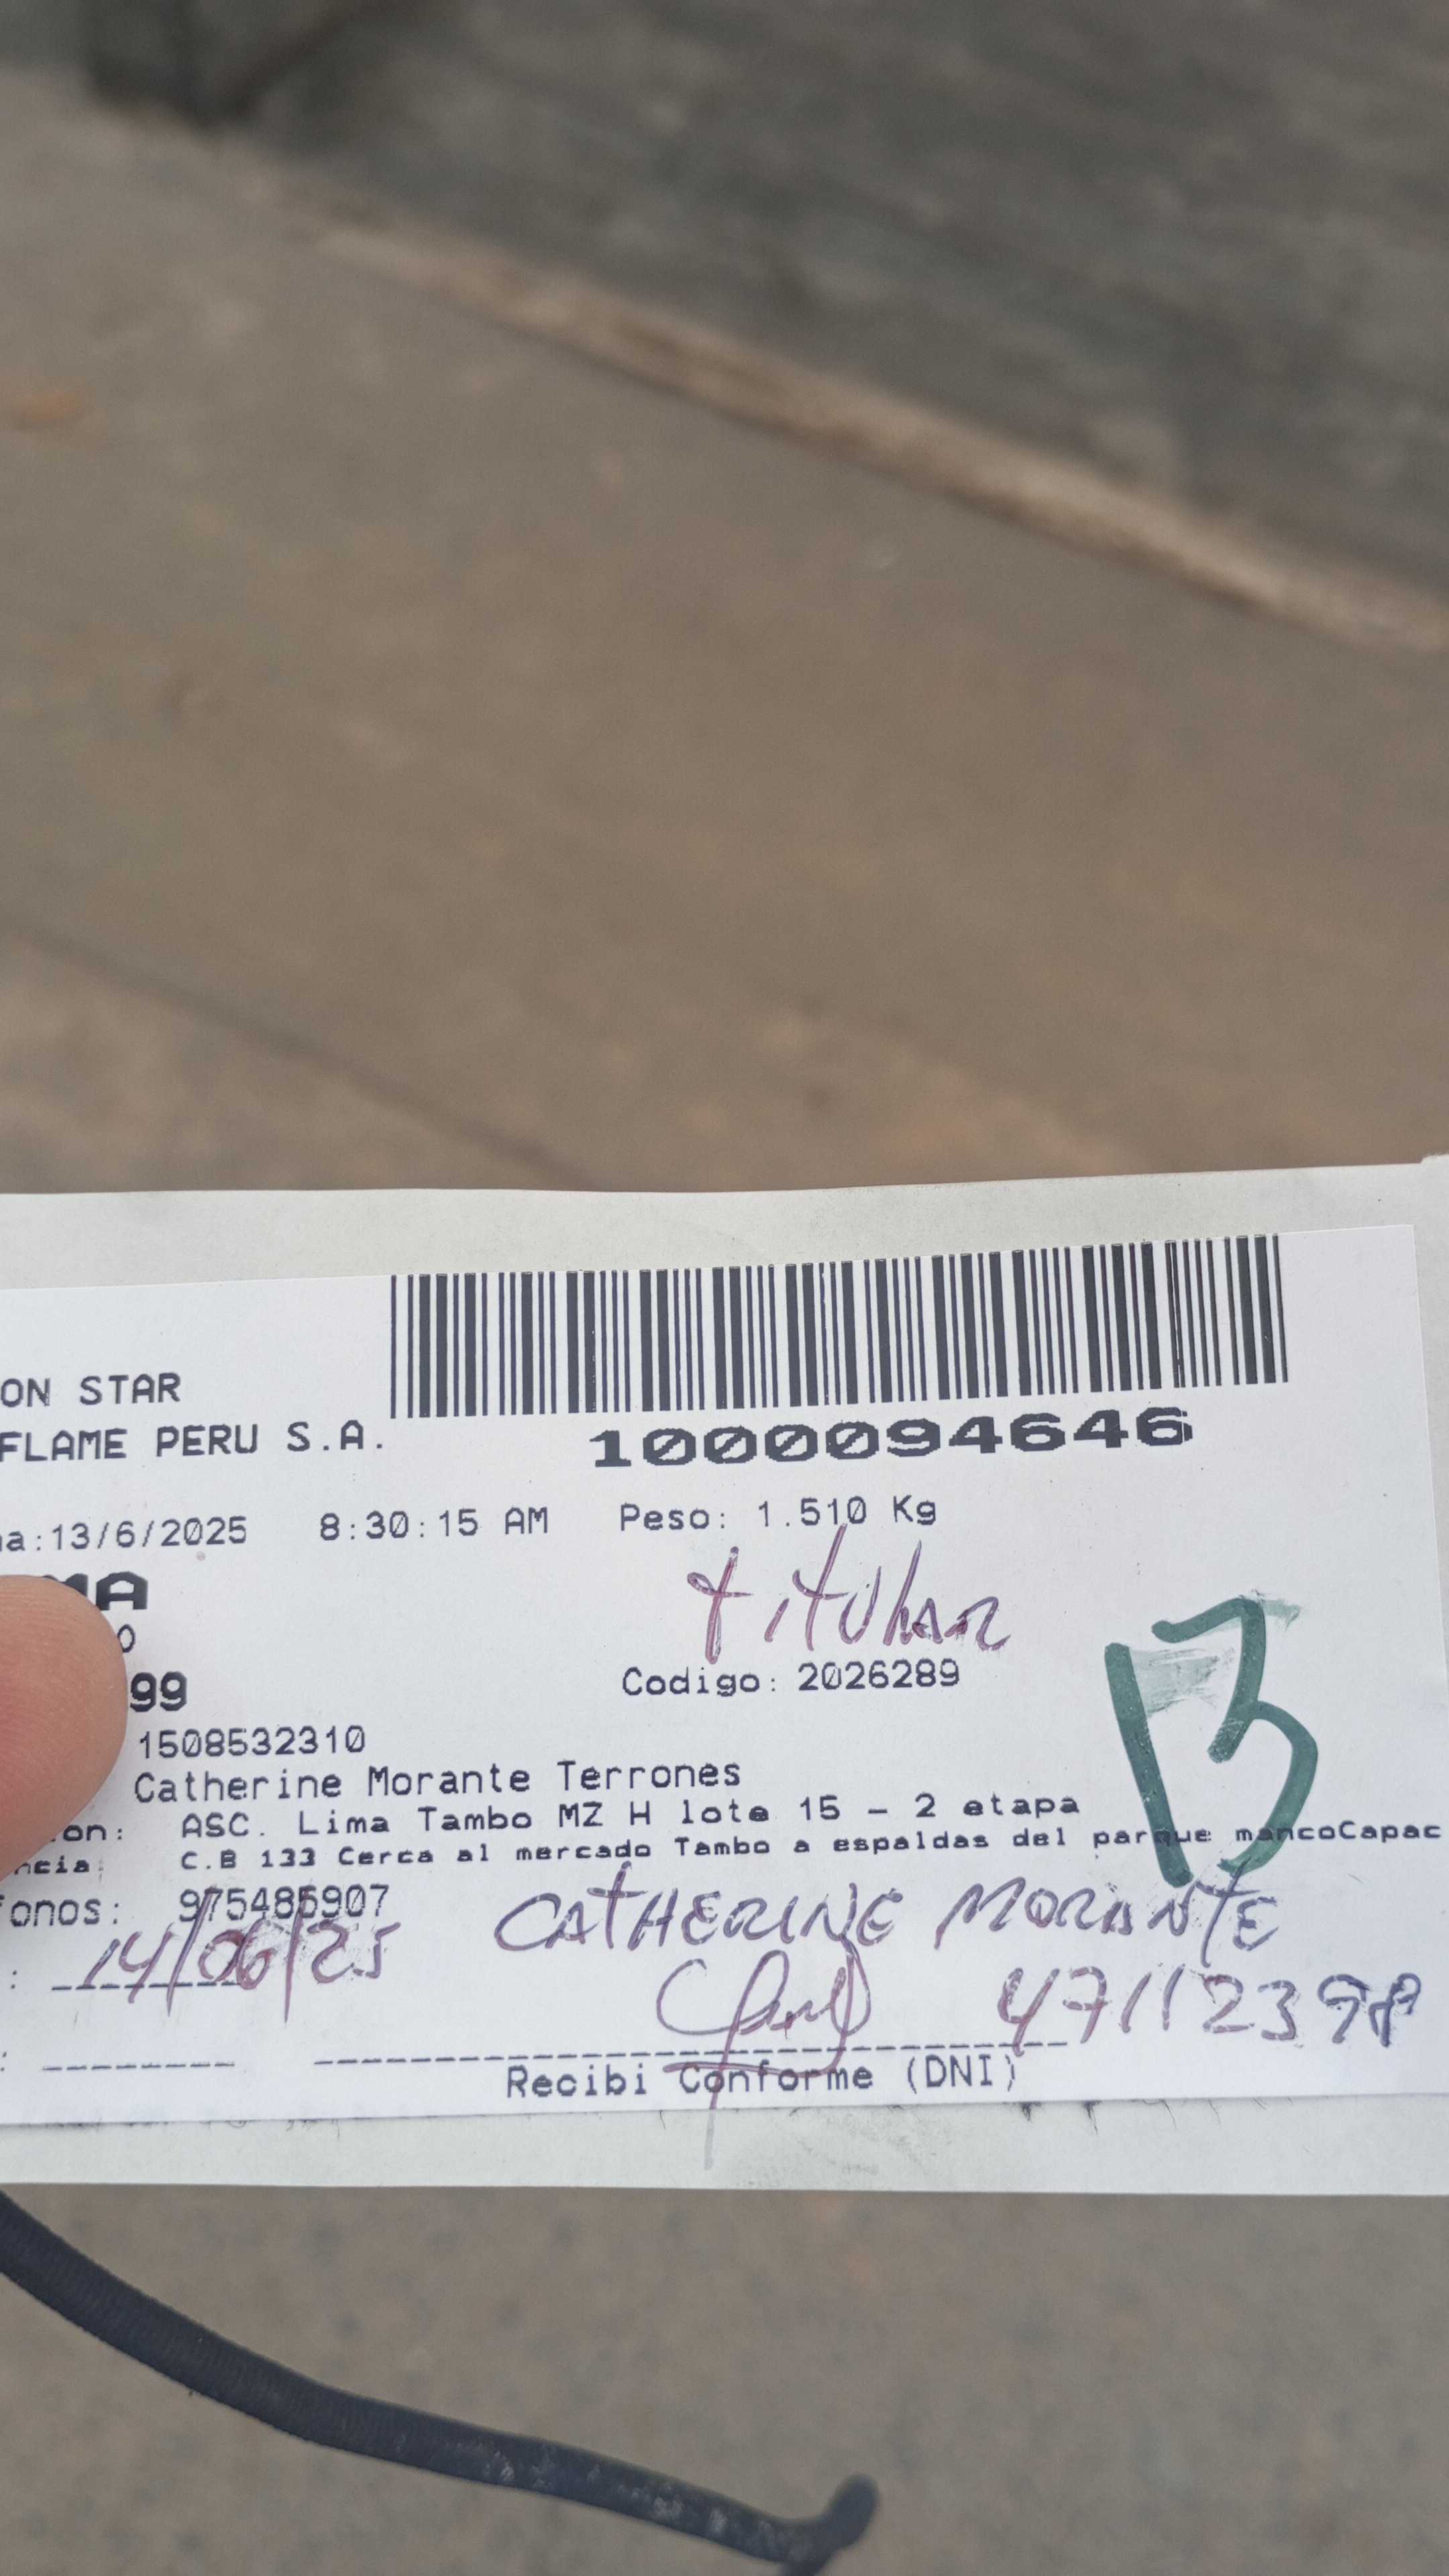 ON STAR
FLAME PERU S.A.
1000094646
a:13/6/2025 8:30:15 AM Peso: 1.510 Kg
MA
titular
O
99 Codigo: 2026289
B
1508532310
Catherine Morante Terrones
on: ASC. Lima Tambo MZ H lote 15 - 2 etapa
ncia: C.B 133 Cerca al mercado Tambo a espaldas del parque mancoCapac
fonos: 975485907
CATHERINE MORANTE
: 14/06/25
47112398
: --------
Recibi Conforme (DNI)